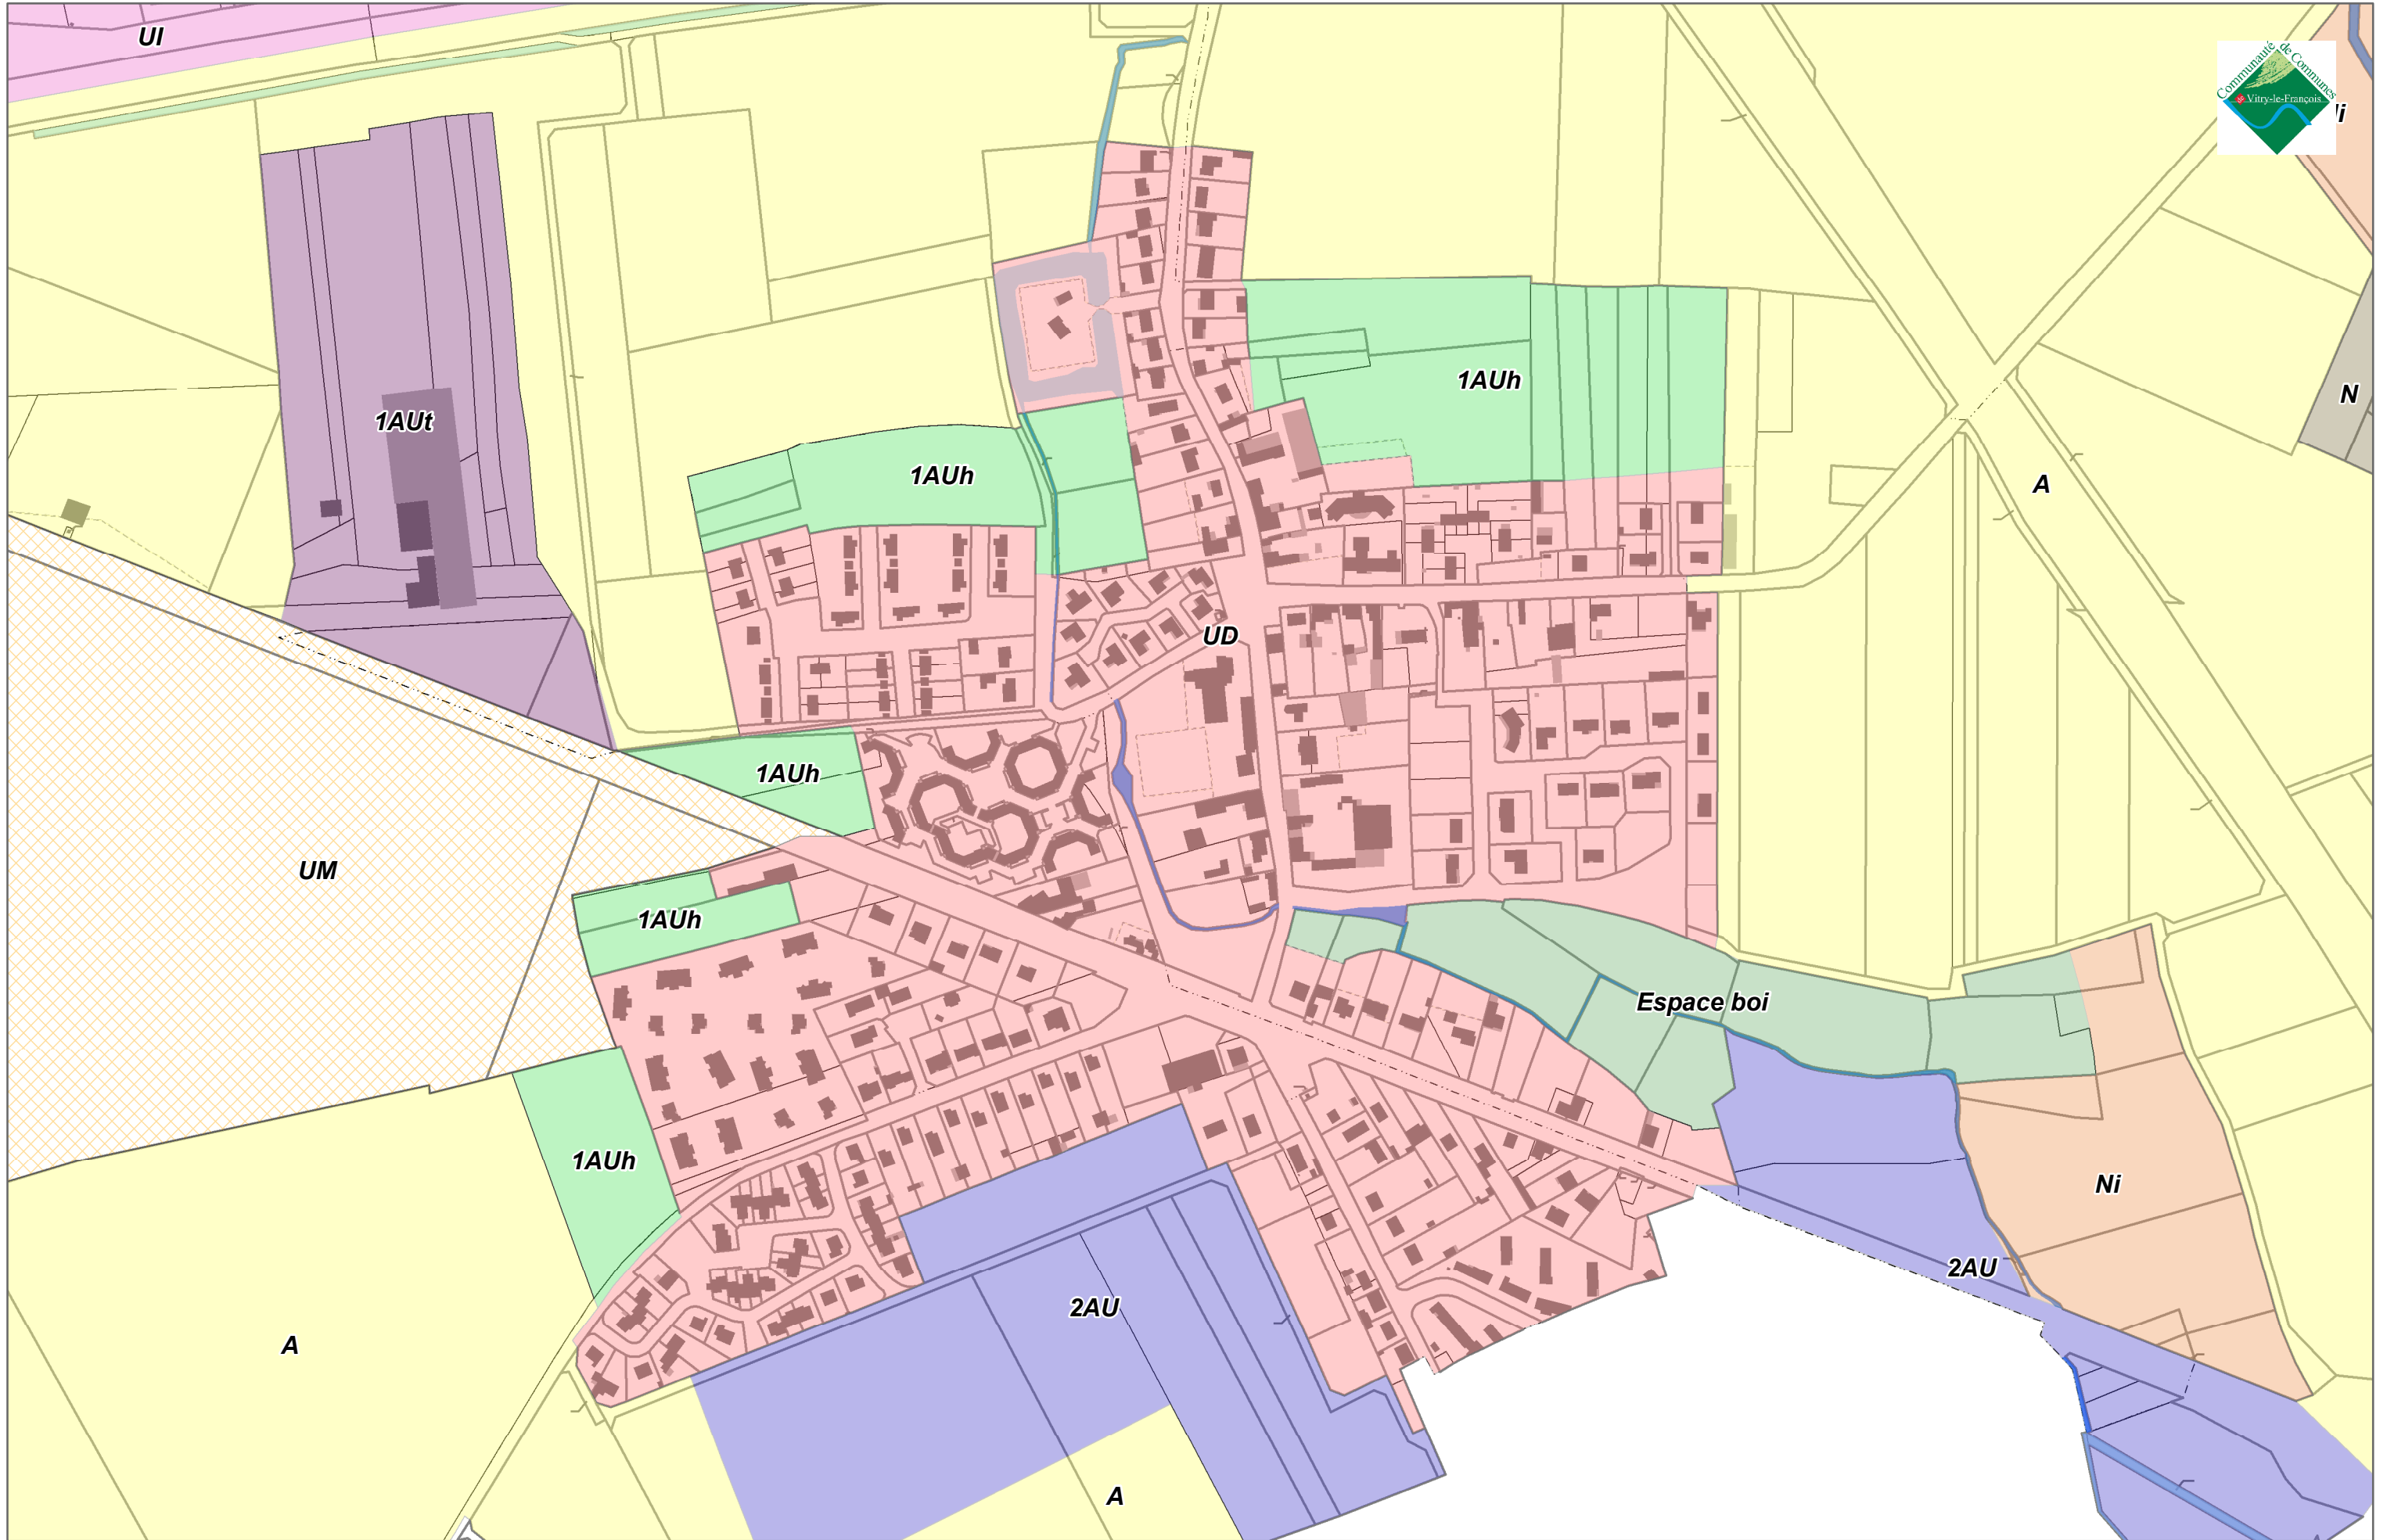 UI
Communauté de Communes
Vitry-le-François
i
1AUh
N
1AUt
1AUh
A
UD
1AUh
UM
1AUh
Espace boi
1AUh
Ni
2AU
2AU
A
A